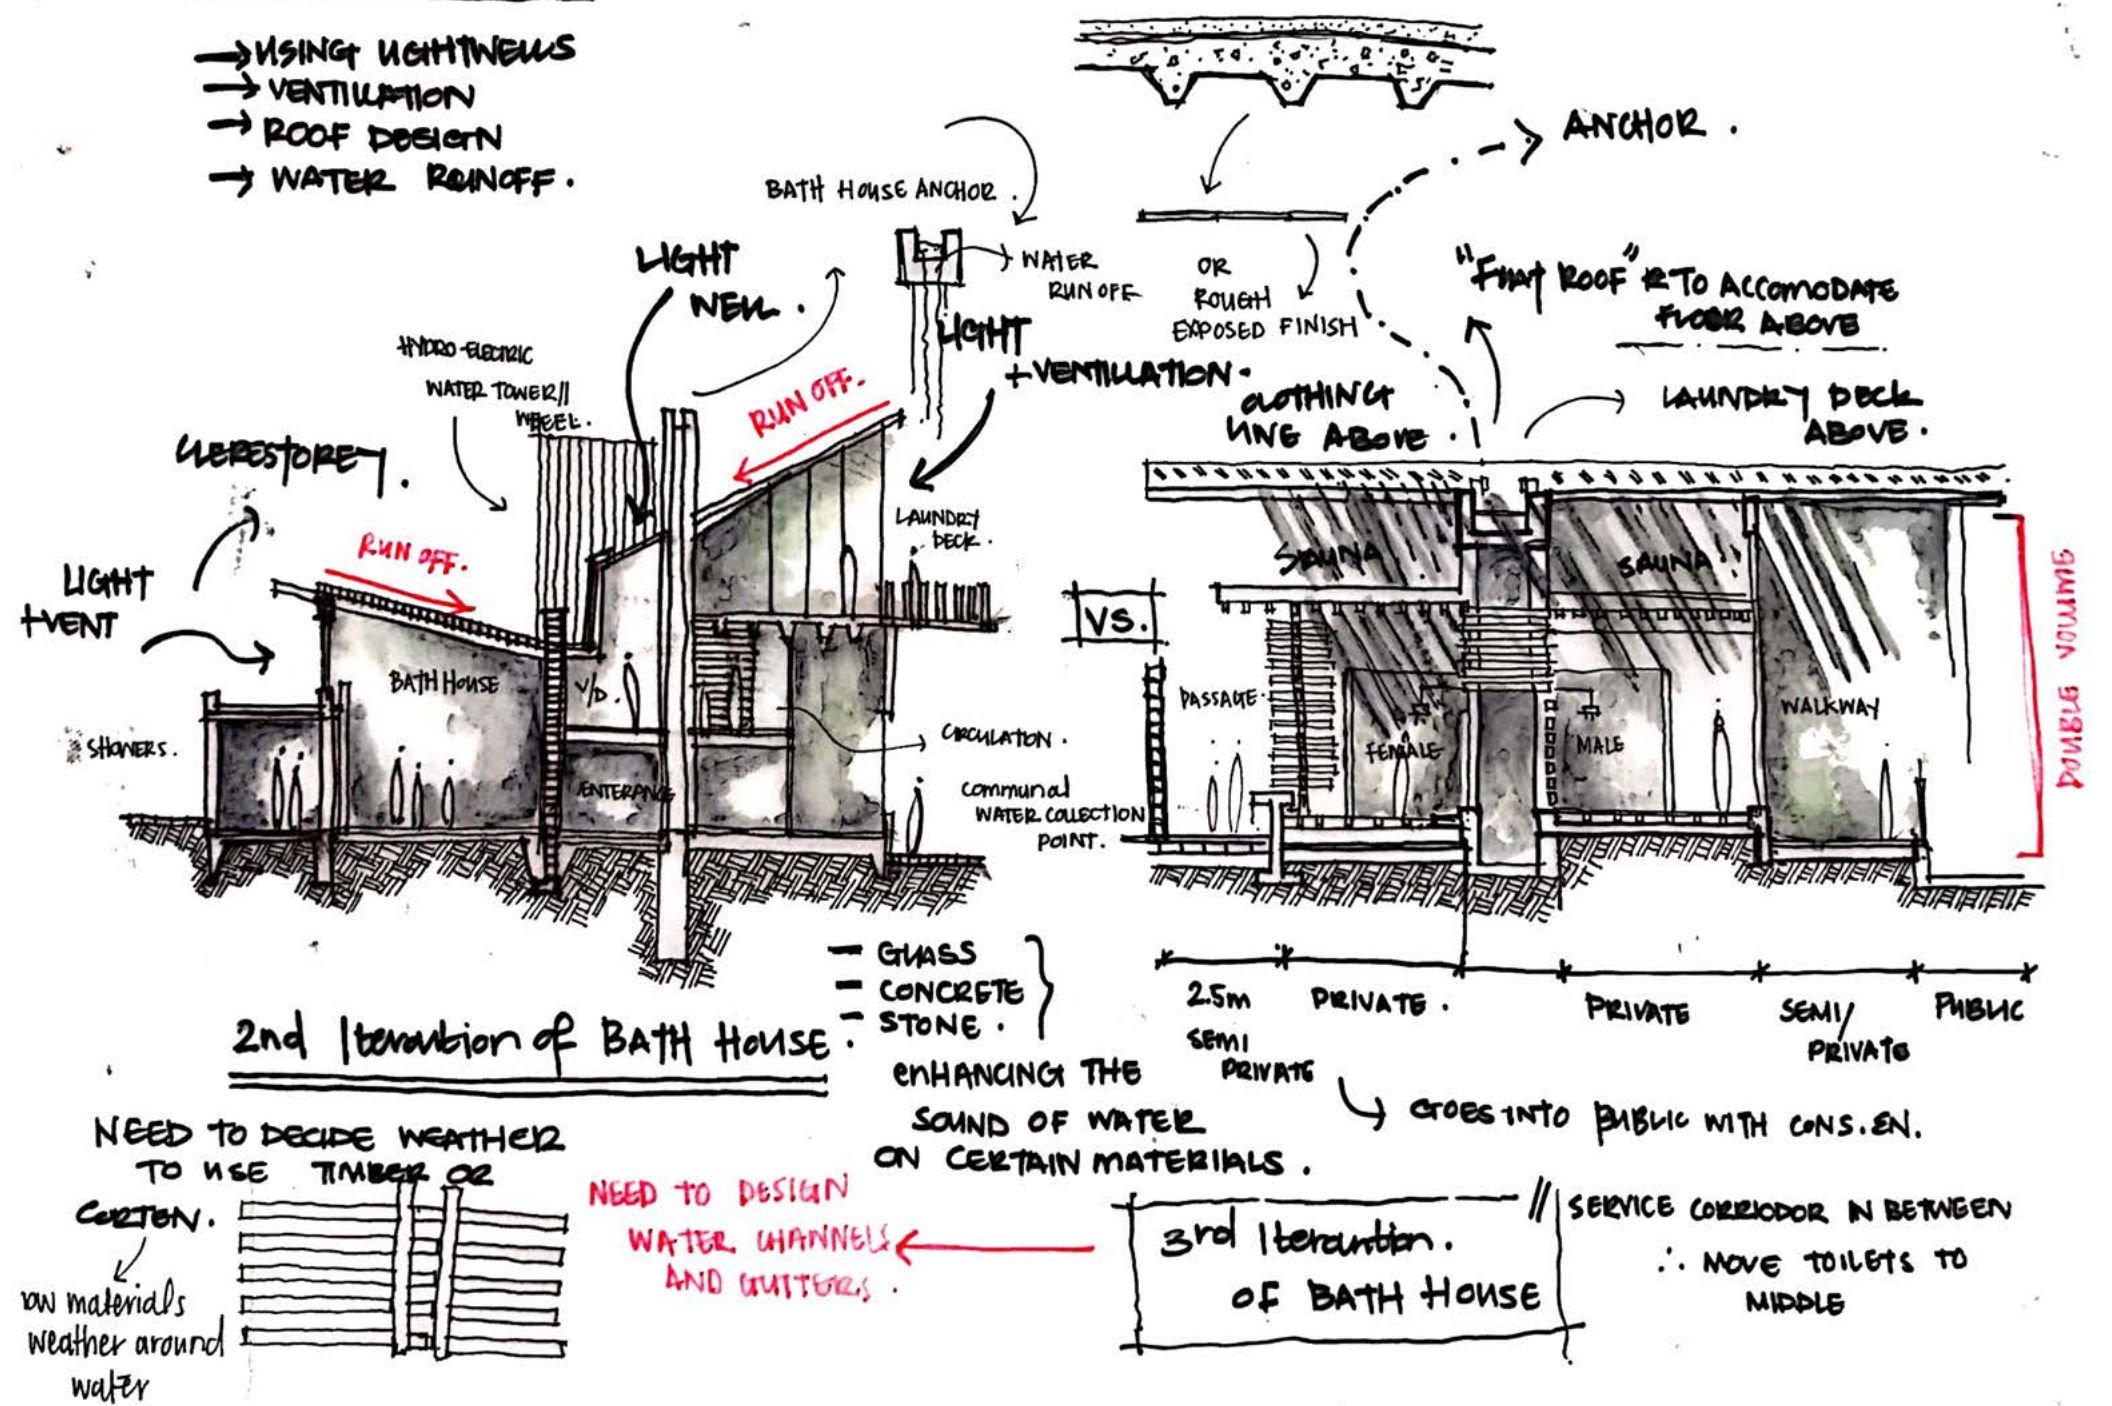 → USING LIGHTWELLS
→ VENTILLATION
→ ROOF DESIGN
→ WATER RUNOFF.
ANCHOR.
BATH HOUSE ANCHOR.
WATER
RUN OFF
OR
ROUGH
EXPOSED FINISH
"FLAT ROOF" TO ACCOMODATE
FLOOR ABOVE
LIGHT
WELL.
LIGHT
+VENTILLATION.
HYDRO-ELECTRIC
WATER TOWER//
WHEEL.
RUN OFF.
CLOTHING
LINE ABOVE.
LAUNDRY DECK
ABOVE.
CLERESTOREY.
LAUNDRY
DECK.
RUN OFF.
LIGHT
+VENT
SAUNA
SAUNA
VS.
DOUBLE VOLUME
BATH HOUSE
V/D.
PASSAGE.
WALKWAY
SHOWERS.
CIRCULATION.
FEMALE
MALE
ENTERANCE
communal
WATER COLLECTION
POINT.
- GLASS
- CONCRETE
- STONE.
enHANCING THE
SOUND OF WATER
ON CERTAIN MATERIALS.
2nd Iteration of BATH HOUSE.
2.5m
SEMI
PRIVATE
PRIVATE.
PRIVATE
SEMI/
PRIVATE
PUBLIC
GOES INTO PUBLIC WITH CONS.EN.
NEED TO DECIDE WEATHER
TO USE TIMBER OR
CORTEN.
materials
weather around
water
NEED TO DESIGN
WATER CHANNELS
AND GUTTERS.
3rd Iterauntion.
OF BATH HOUSE
// SERVICE CORRIODOR IN BETWEEN
∴ MOVE TOILETS TO
MIDDLE